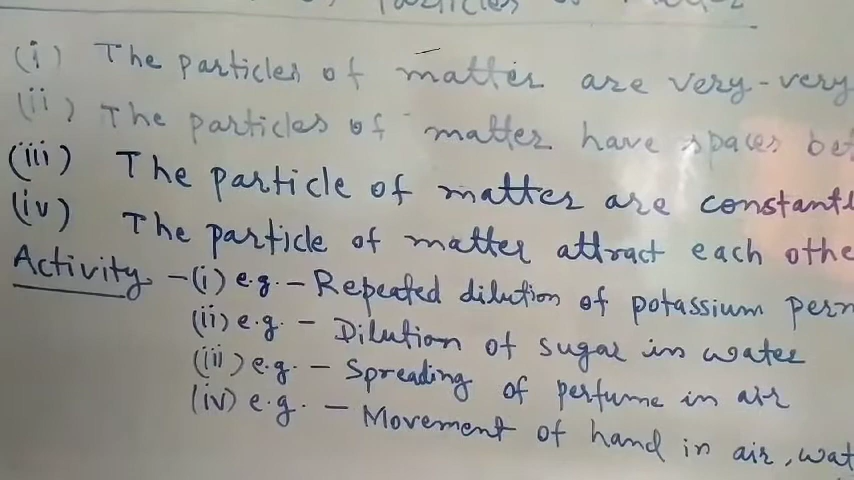 Particles
(i) The particles of matter are very-very
(ii) The particles of matter have spaces bet
(iii) The particle of matter are constantl
(iv) The particle of matter attract each othe
Activity - (i) e.g. - Repeated dilution of potassium perm
(ii) e.g. - Dilution of sugar in water
(iii) e.g. - Spreading of perfume in air
(iv) e.g. - Movement of hand in air, wat